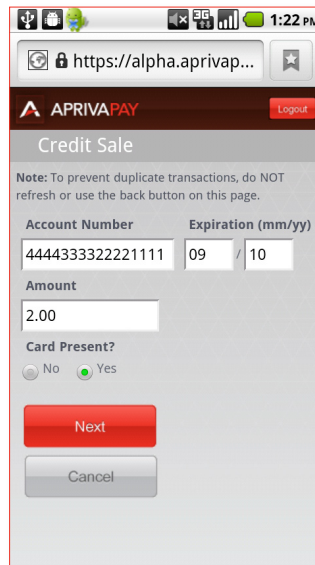 3G
1:22 PM
https://alpha.aprivap...
APRIVAPAY
Logout
Credit Sale
Note: To prevent duplicate transactions, do NOT
refresh or use the back button on this page.
Account Number Expiration (mm/yy)
4444333322221111 09 / 10
Amount
2.00
Card Present?
No Yes
Next
Cancel